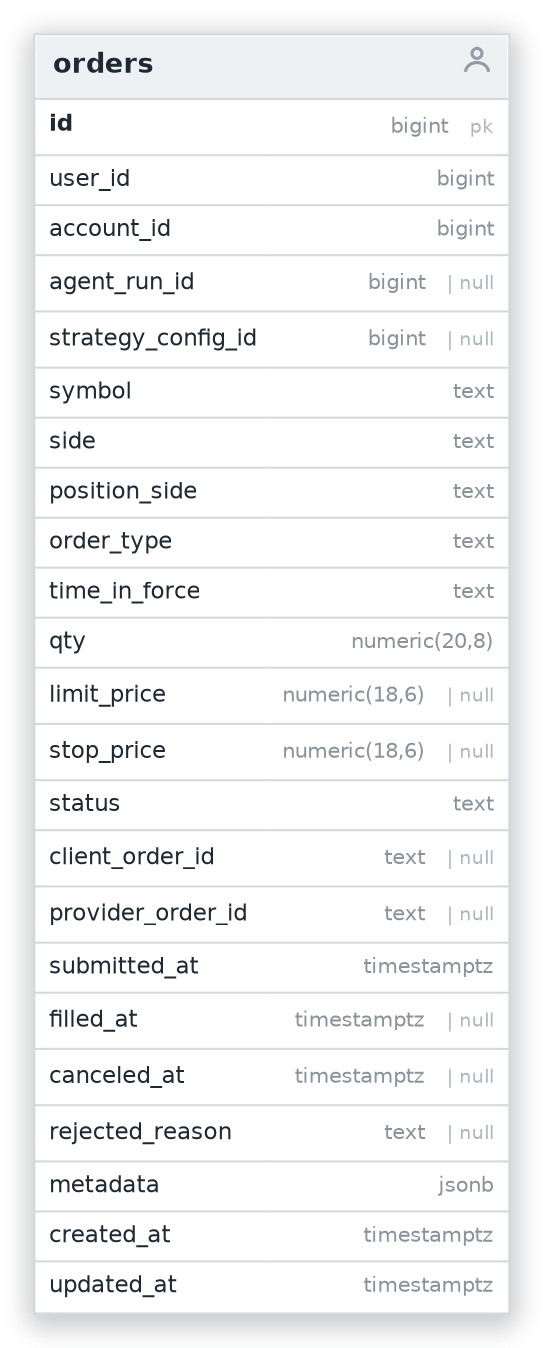 orders
id bigint pk
user_id bigint
account_id bigint
agent_run_id bigint | null
strategy_config_id bigint | null
symbol text
side text
position_side text
order_type text
time_in_force text
qty numeric(20,8)
limit_price numeric(18,6) | null
stop_price numeric(18,6) | null
status text
client_order_id text | null
provider_order_id text | null
submitted_at timestamptz
filled_at timestamptz | null
canceled_at timestamptz | null
rejected_reason text | null
metadata jsonb
created_at timestamptz
updated_at timestamptz